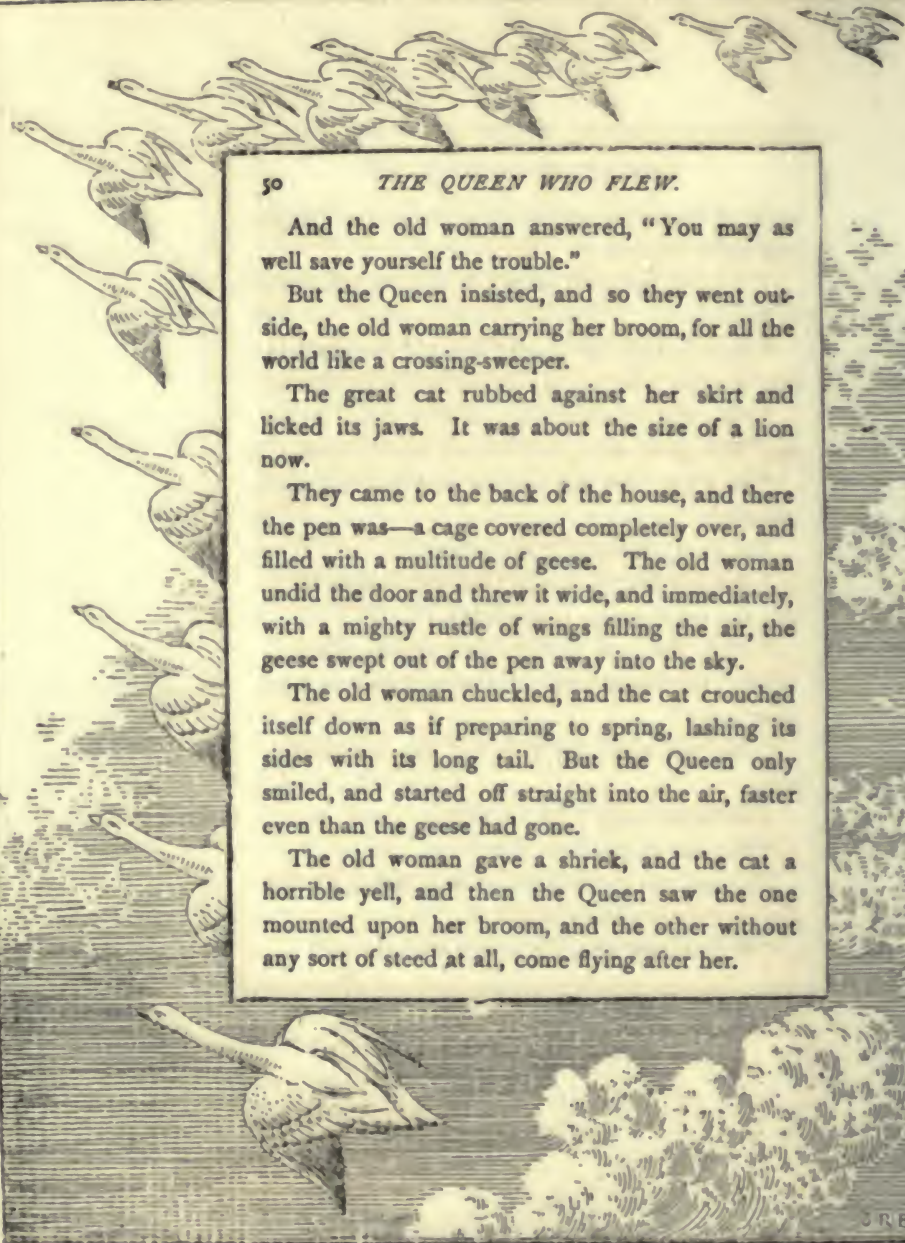 50 THE QUEEN WHO FLEW.
And the old woman answered, “You may as
well save yourself the trouble.”
But the Queen insisted, and so they went out-
side, the old woman carrying her broom, for all the
world like a crossing-sweeper.
The great cat rubbed against her skirt and
licked its jaws. It was about the size of a lion
now.
They came to the back of the house, and there
the pen was—a cage covered completely over, and
filled with a multitude of geese. The old woman
undid the door and threw it wide, and immediately,
with a mighty rustle of wings filling the air, the
geese swept out of the pen away into the sky.
The old woman chuckled, and the cat crouched
itself down as if preparing to spring, lashing its
sides with its long tail. But the Queen only
smiled, and started off straight into the air, faster
even than the geese had gone.
The old woman gave a shriek, and the cat a
horrible yell, and then the Queen saw the one
mounted upon her broom, and the other without
any sort of steed at all, come flying after her.